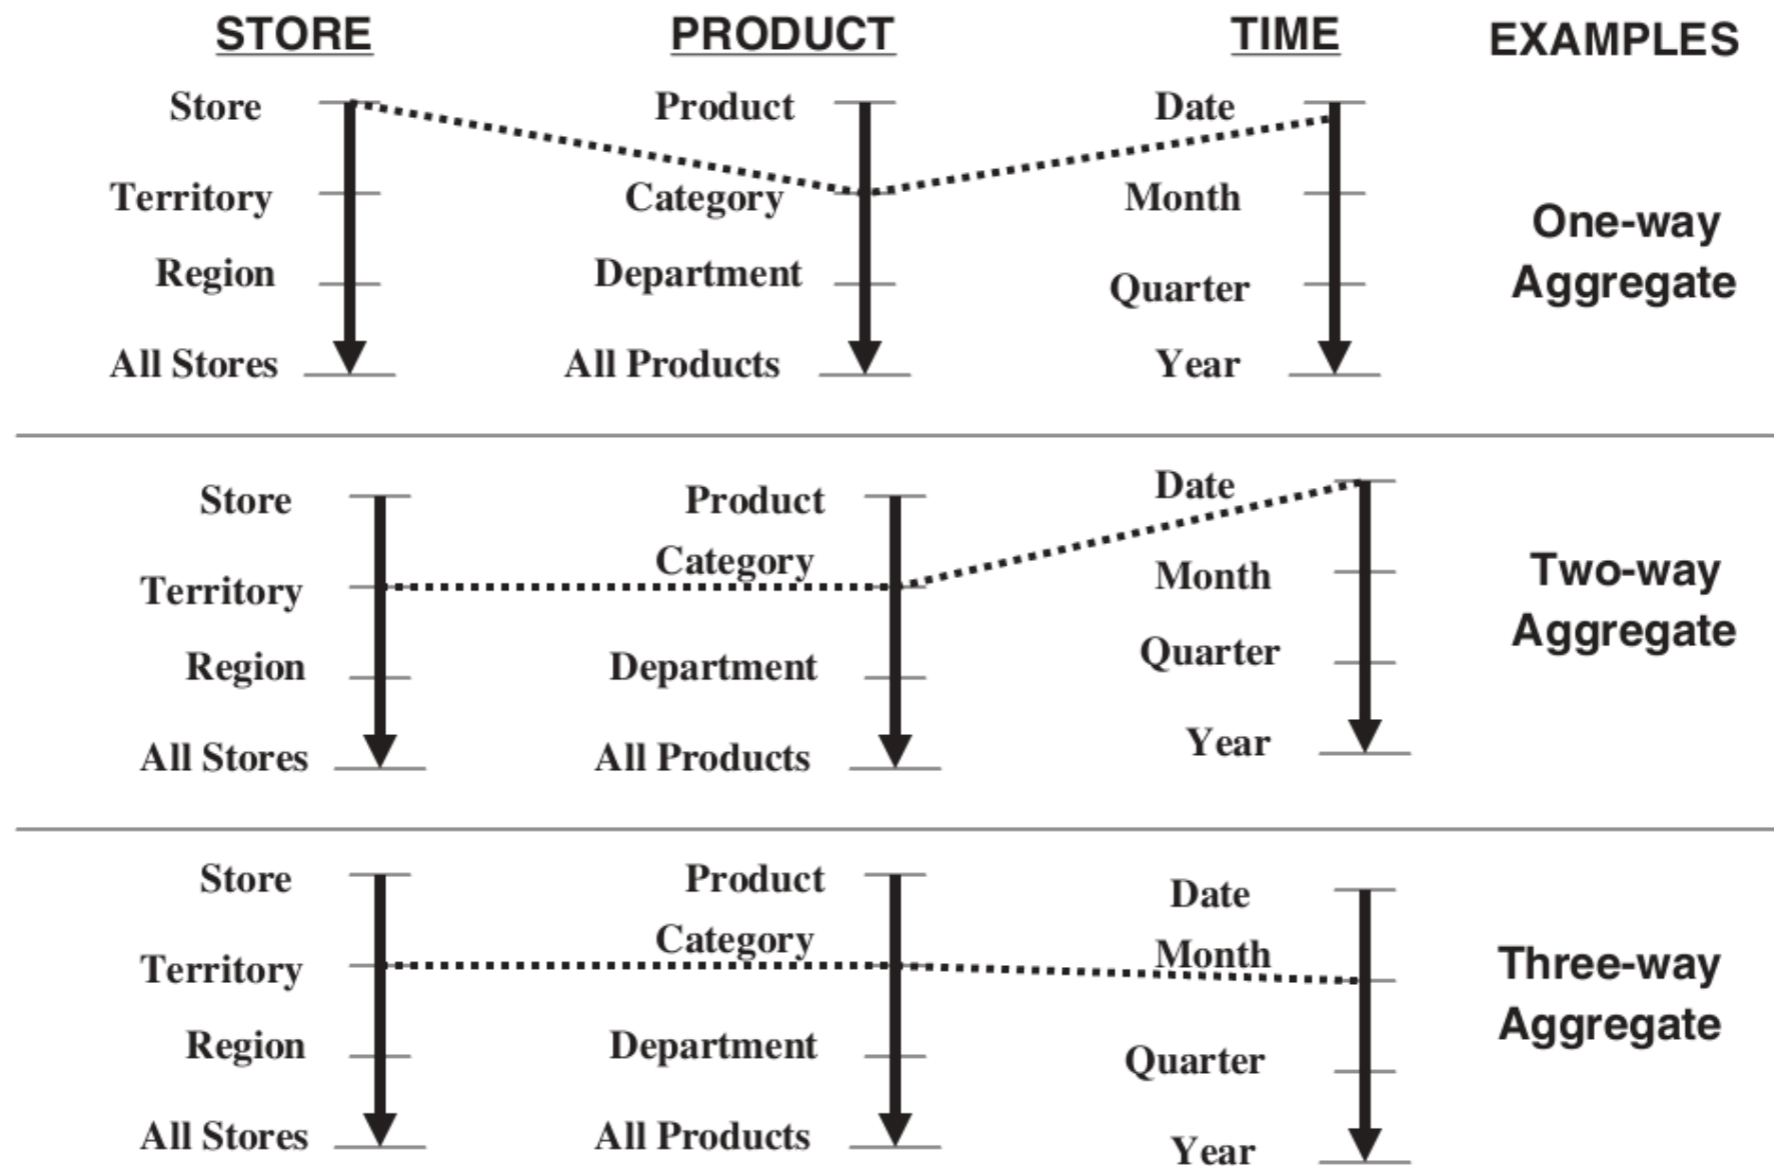 STORE PRODUCT TIME EXAMPLES
Store Product Date
Territory Category Month
One-way
Region Department Quarter
Aggregate
All Stores All Products Year
Store Product Date
Category
Territory Month
Two-way
Aggregate
Region Department Quarter
All Stores All Products Year
Store Product Date
Category Month
Territory
Three-way
Aggregate
Region Department Quarter
All Stores All Products Year